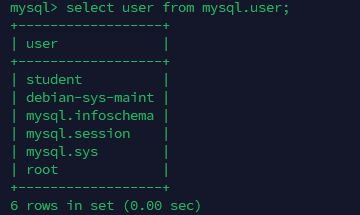 mysql> select user from mysql.user;
+------------------+
| user             |
+------------------+
| student          |
| debian-sys-maint |
| mysql.infoschema |
| mysql.session    |
| mysql.sys        |
| root             |
+------------------+
6 rows in set (0.00 sec)